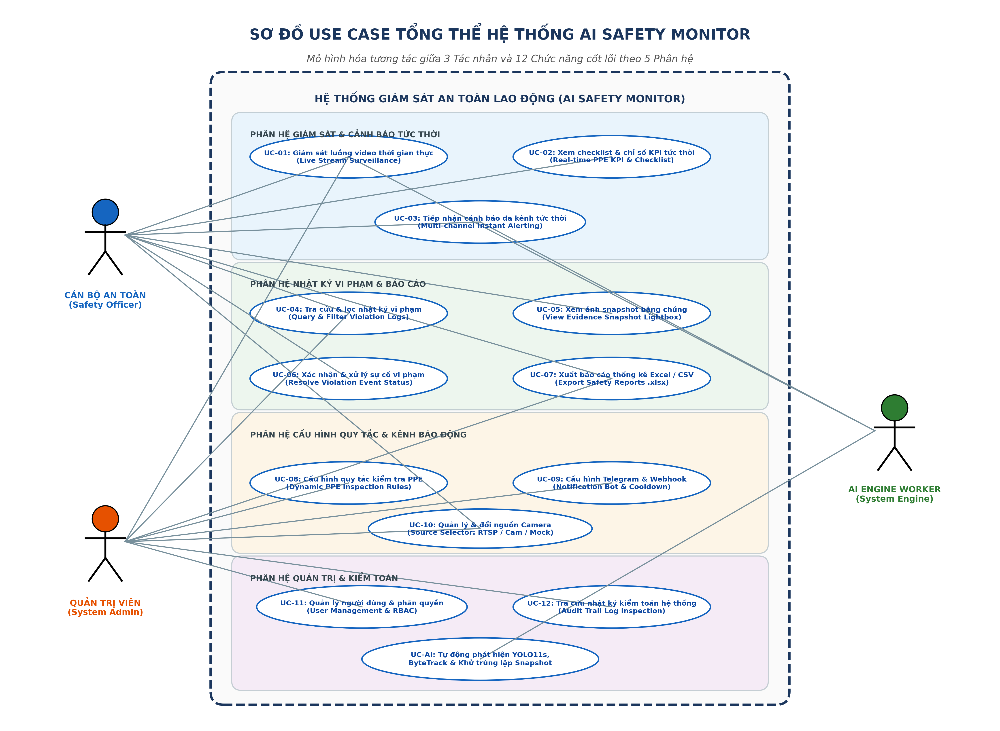 SƠ ĐỒ USE CASE TỔNG THỂ HỆ THỐNG AI SAFETY MONITOR
Mô hình hóa tương tác giữa 3 Tác nhân và 12 Chức năng cốt lõi theo 5 Phân hệ
HỆ THỐNG GIÁM SÁT AN TOÀN LAO ĐỘNG (AI SAFETY MONITOR)
PHÂN HỆ GIÁM SÁT & CẢNH BÁO TỨC THỜI
UC-01: Giám sát luồng video thời gian thực
(Live Stream Surveillance)
UC-02: Xem checklist & chỉ số KPI tức thời
(Real-time PPE KPI & Checklist)
UC-03: Tiếp nhận cảnh báo đa kênh tức thời
(Multi-channel Instant Alerting)
CÁN BỘ AN TOÀN
(Safety Officer)
PHÂN HỆ NHẬT KÝ VI PHẠM & BÁO CÁO
UC-04: Tra cứu & lọc nhật ký vi phạm
(Query & Filter Violation Logs)
UC-05: Xem ảnh snapshot bằng chứng
(View Evidence Snapshot Lightbox)
UC-06: Xác nhận & xử lý sự cố vi phạm
(Resolve Violation Event Status)
UC-07: Xuất báo cáo thống kê Excel / CSV
(Export Safety Reports .xlsx)
PHÂN HỆ CẤU HÌNH QUY TẮC & KÊNH BÁO ĐỘNG
UC-08: Cấu hình quy tắc kiểm tra PPE
(Dynamic PPE Inspection Rules)
UC-09: Cấu hình Telegram & Webhook
(Notification Bot & Cooldown)
UC-10: Quản lý & đổi nguồn Camera
(Source Selector: RTSP / Cam / Mock)
AI ENGINE WORKER
(System Engine)
PHÂN HỆ QUẢN TRỊ & KIỂM TOÁN
UC-11: Quản lý người dùng & phân quyền
(User Management & RBAC)
UC-12: Tra cứu nhật ký kiểm toán hệ thống
(Audit Trail Log Inspection)
QUẢN TRỊ VIÊN
(System Admin)
UC-AI: Tự động phát hiện YOLO11s,
ByteTrack & Khử trùng lặp Snapshot